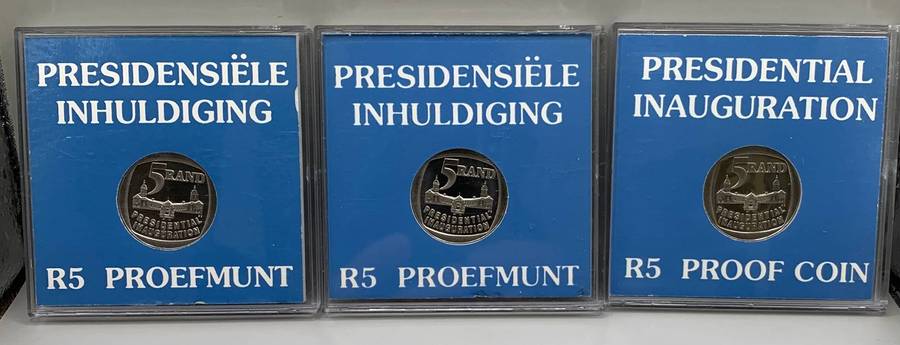 PRESIDENSIËLE
INHULDIGING
5 RAND
PRESIDENTIAL
INAUGURATION
R5 PROEFMUNT
PRESIDENSIËLE
INHULDIGING
5 RAND
PRESIDENTIAL
INAUGURATION
R5 PROEFMUNT
PRESIDENTIAL
INAUGURATION
5 RAND
PRESIDENTIAL
INAUGURATION
R5 PROOF COIN